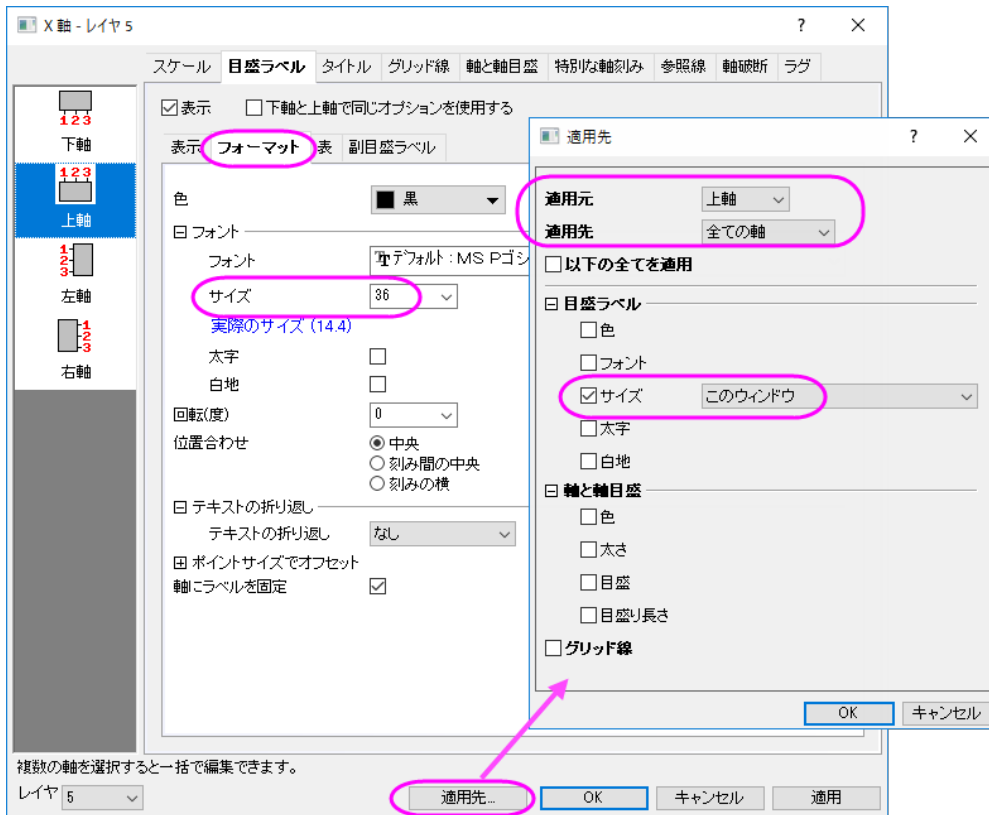 X 軸 - レイヤ 5
?
スケール 目盛ラベル タイトル グリッド線 軸と軸目盛 特別な軸刻み 参照線 軸破断 ラグ
123
下軸
123
上軸
1
2
3
左軸
1
2
3
右軸
表示 下軸と上軸で同じオプションを使用する
表示 フォーマット 表 副目盛ラベル
色 黒
フォント
フォント デフォルト : MS Pゴシ
サイズ 36
実際のサイズ (14.4)
太字
白地
回転(度) 0
位置合わせ 中央
刻み間の中央
刻みの横
テキストの折り返し
テキストの折り返し なし
ポイントサイズでオフセット
軸にラベルを固定
複数の軸を選択すると一括で編集できます。
レイヤ 5 適用先... OK キャンセル 適用
適用先 ?
適用元 上軸
適用先 全ての軸
以下の全てを適用
目盛ラベル
色
フォント
サイズ このウィンドウ
太字
白地
軸と軸目盛
色
太さ
目盛
目盛り長さ
グリッド線
OK キャンセル